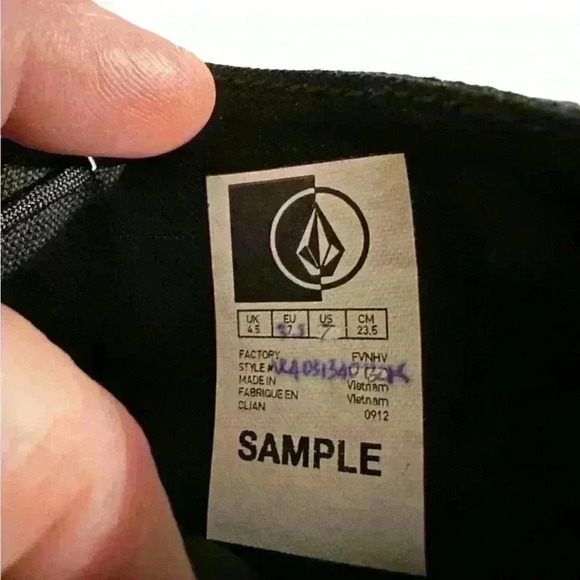 UK EU US CM
4.5 7 23.5
FACTORY FVNHV
STYLE #
MADE IN Vietnam
FABRIQUE EN Vietnam
CLIAN 0912
SAMPLE